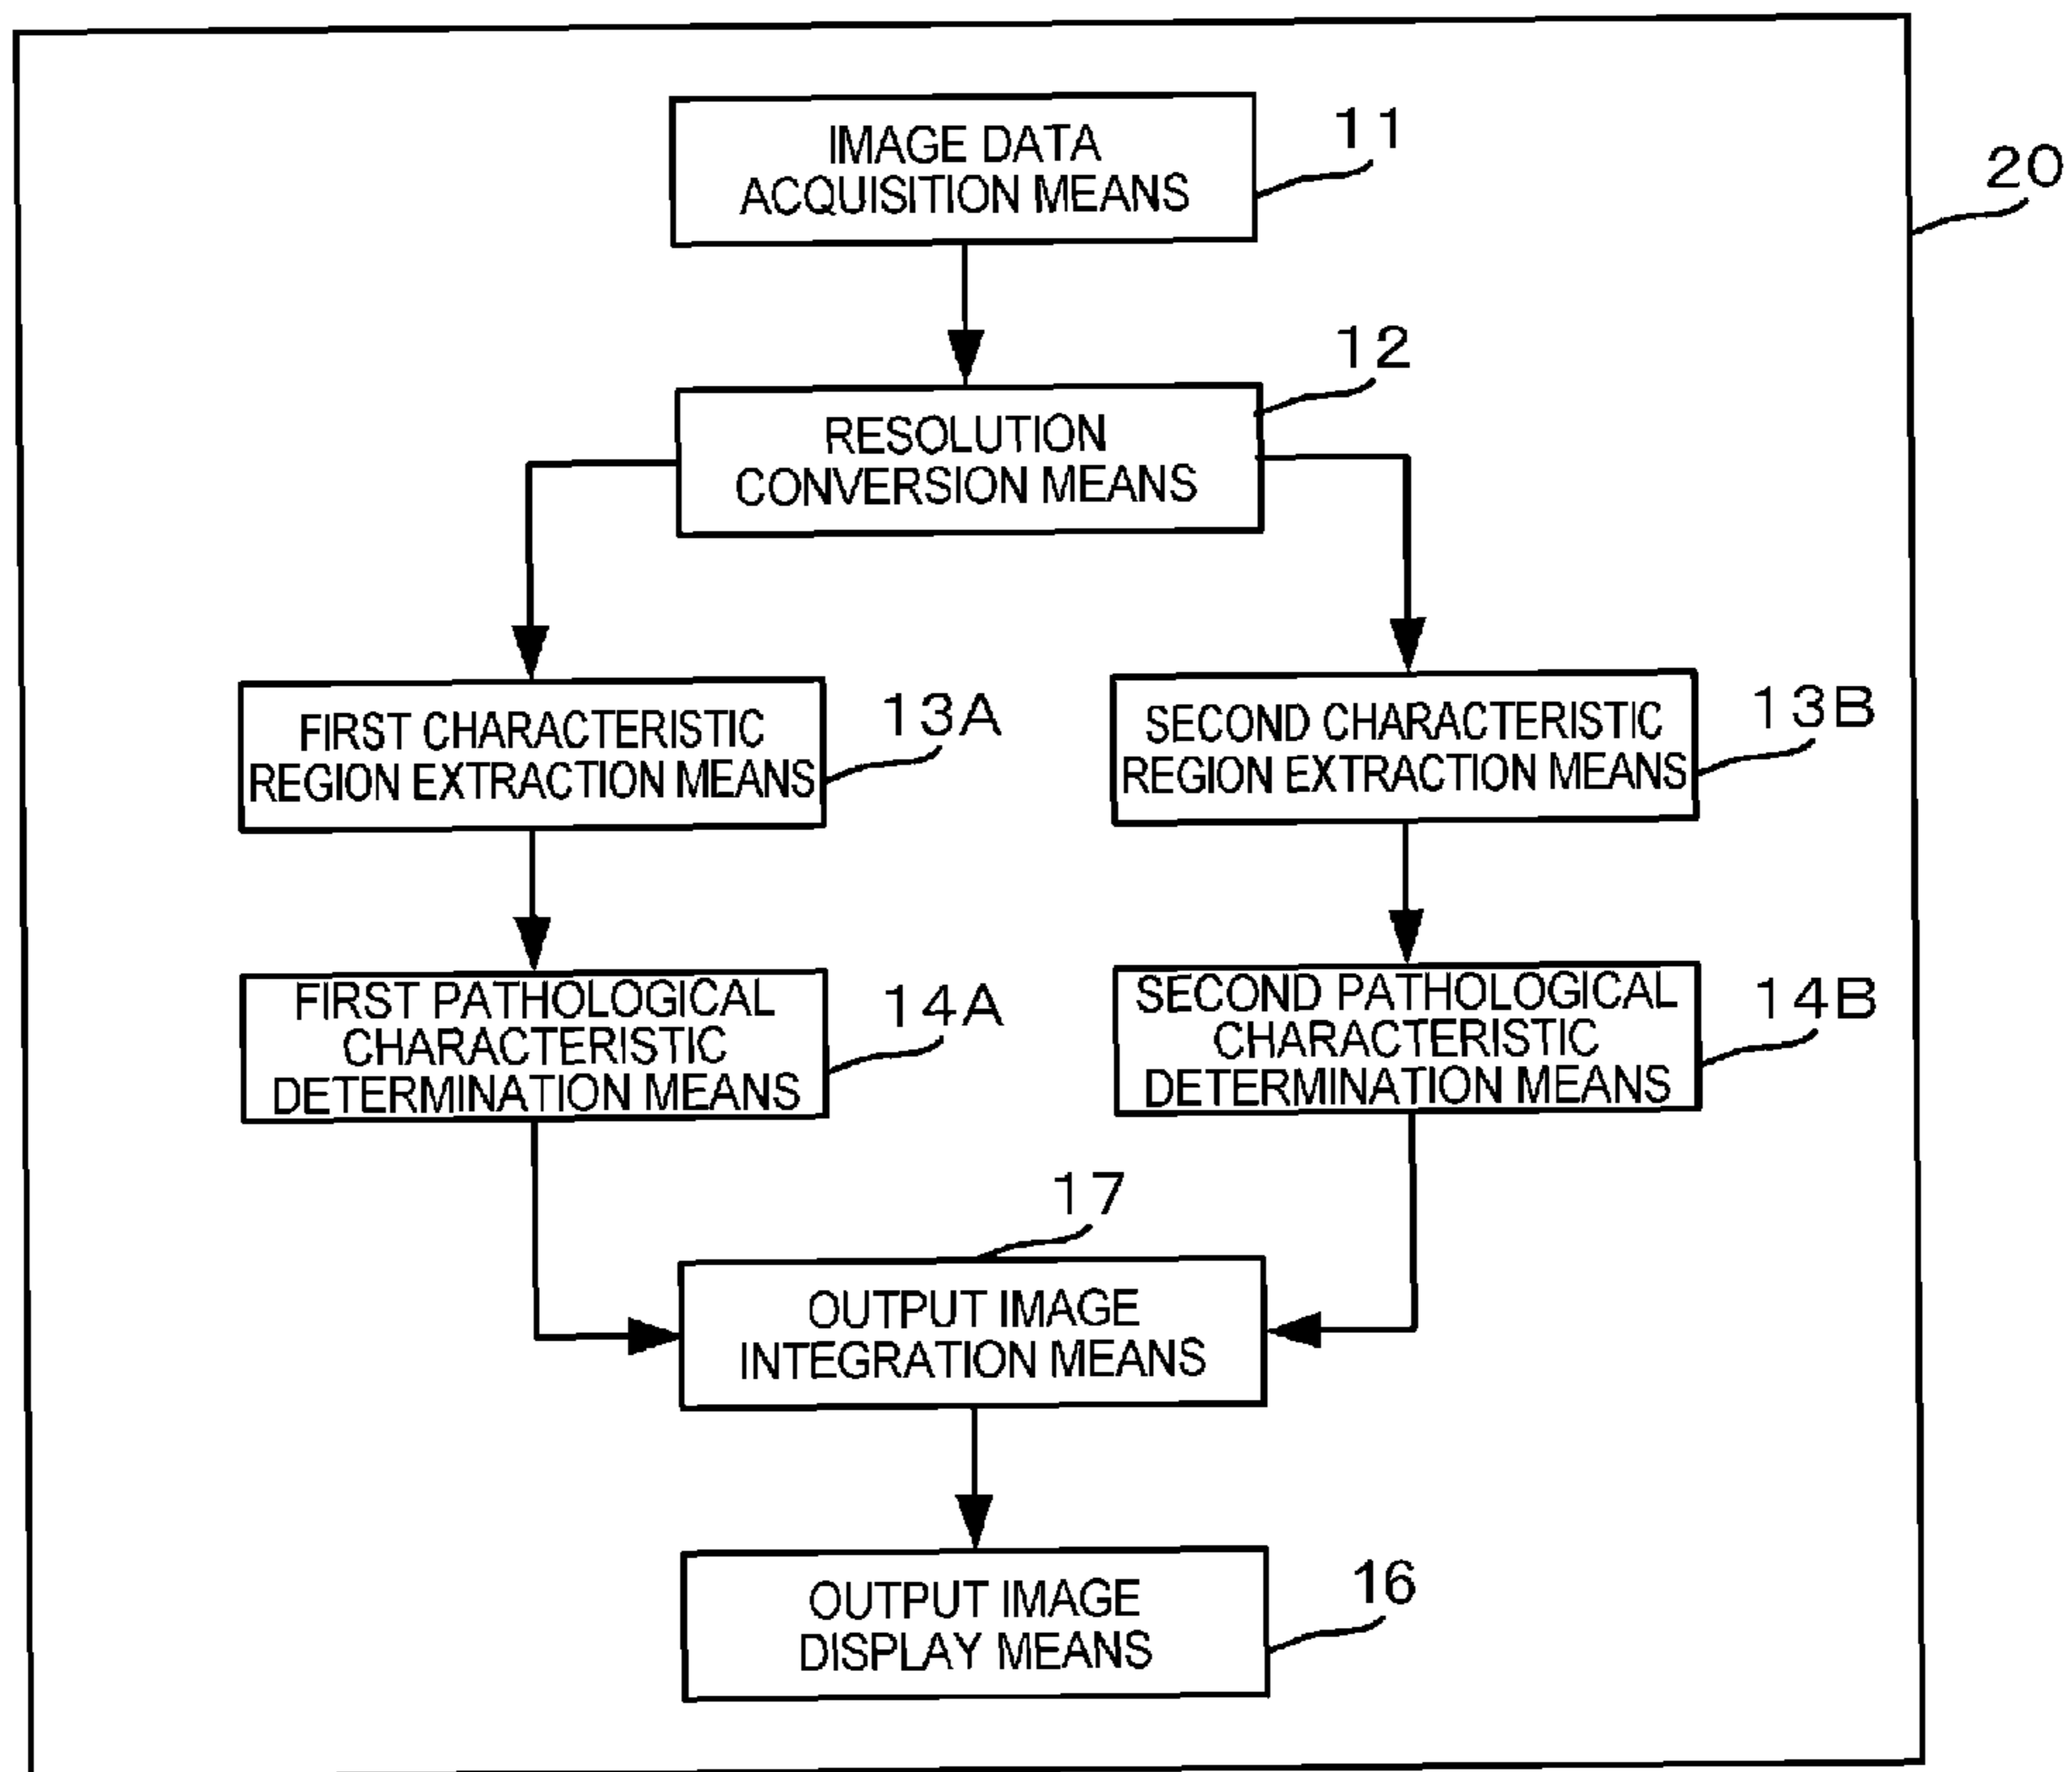 IMAGE DATA
ACQUISITION MEANS
11
20
12
RESOLUTION
CONVERSION MEANS
FIRST CHARACTERISTIC
REGION EXTRACTION MEANS
13A
SECOND CHARACTERISTIC
REGION EXTRACTION MEANS
13B
FIRST PATHOLOGICAL
CHARACTERISTIC
DETERMINATION MEANS
14A
SECOND PATHOLOGICAL
CHARACTERISTIC
DETERMINATION MEANS
14B
17
OUTPUT IMAGE
INTEGRATION MEANS
OUTPUT IMAGE
DISPLAY MEANS
16